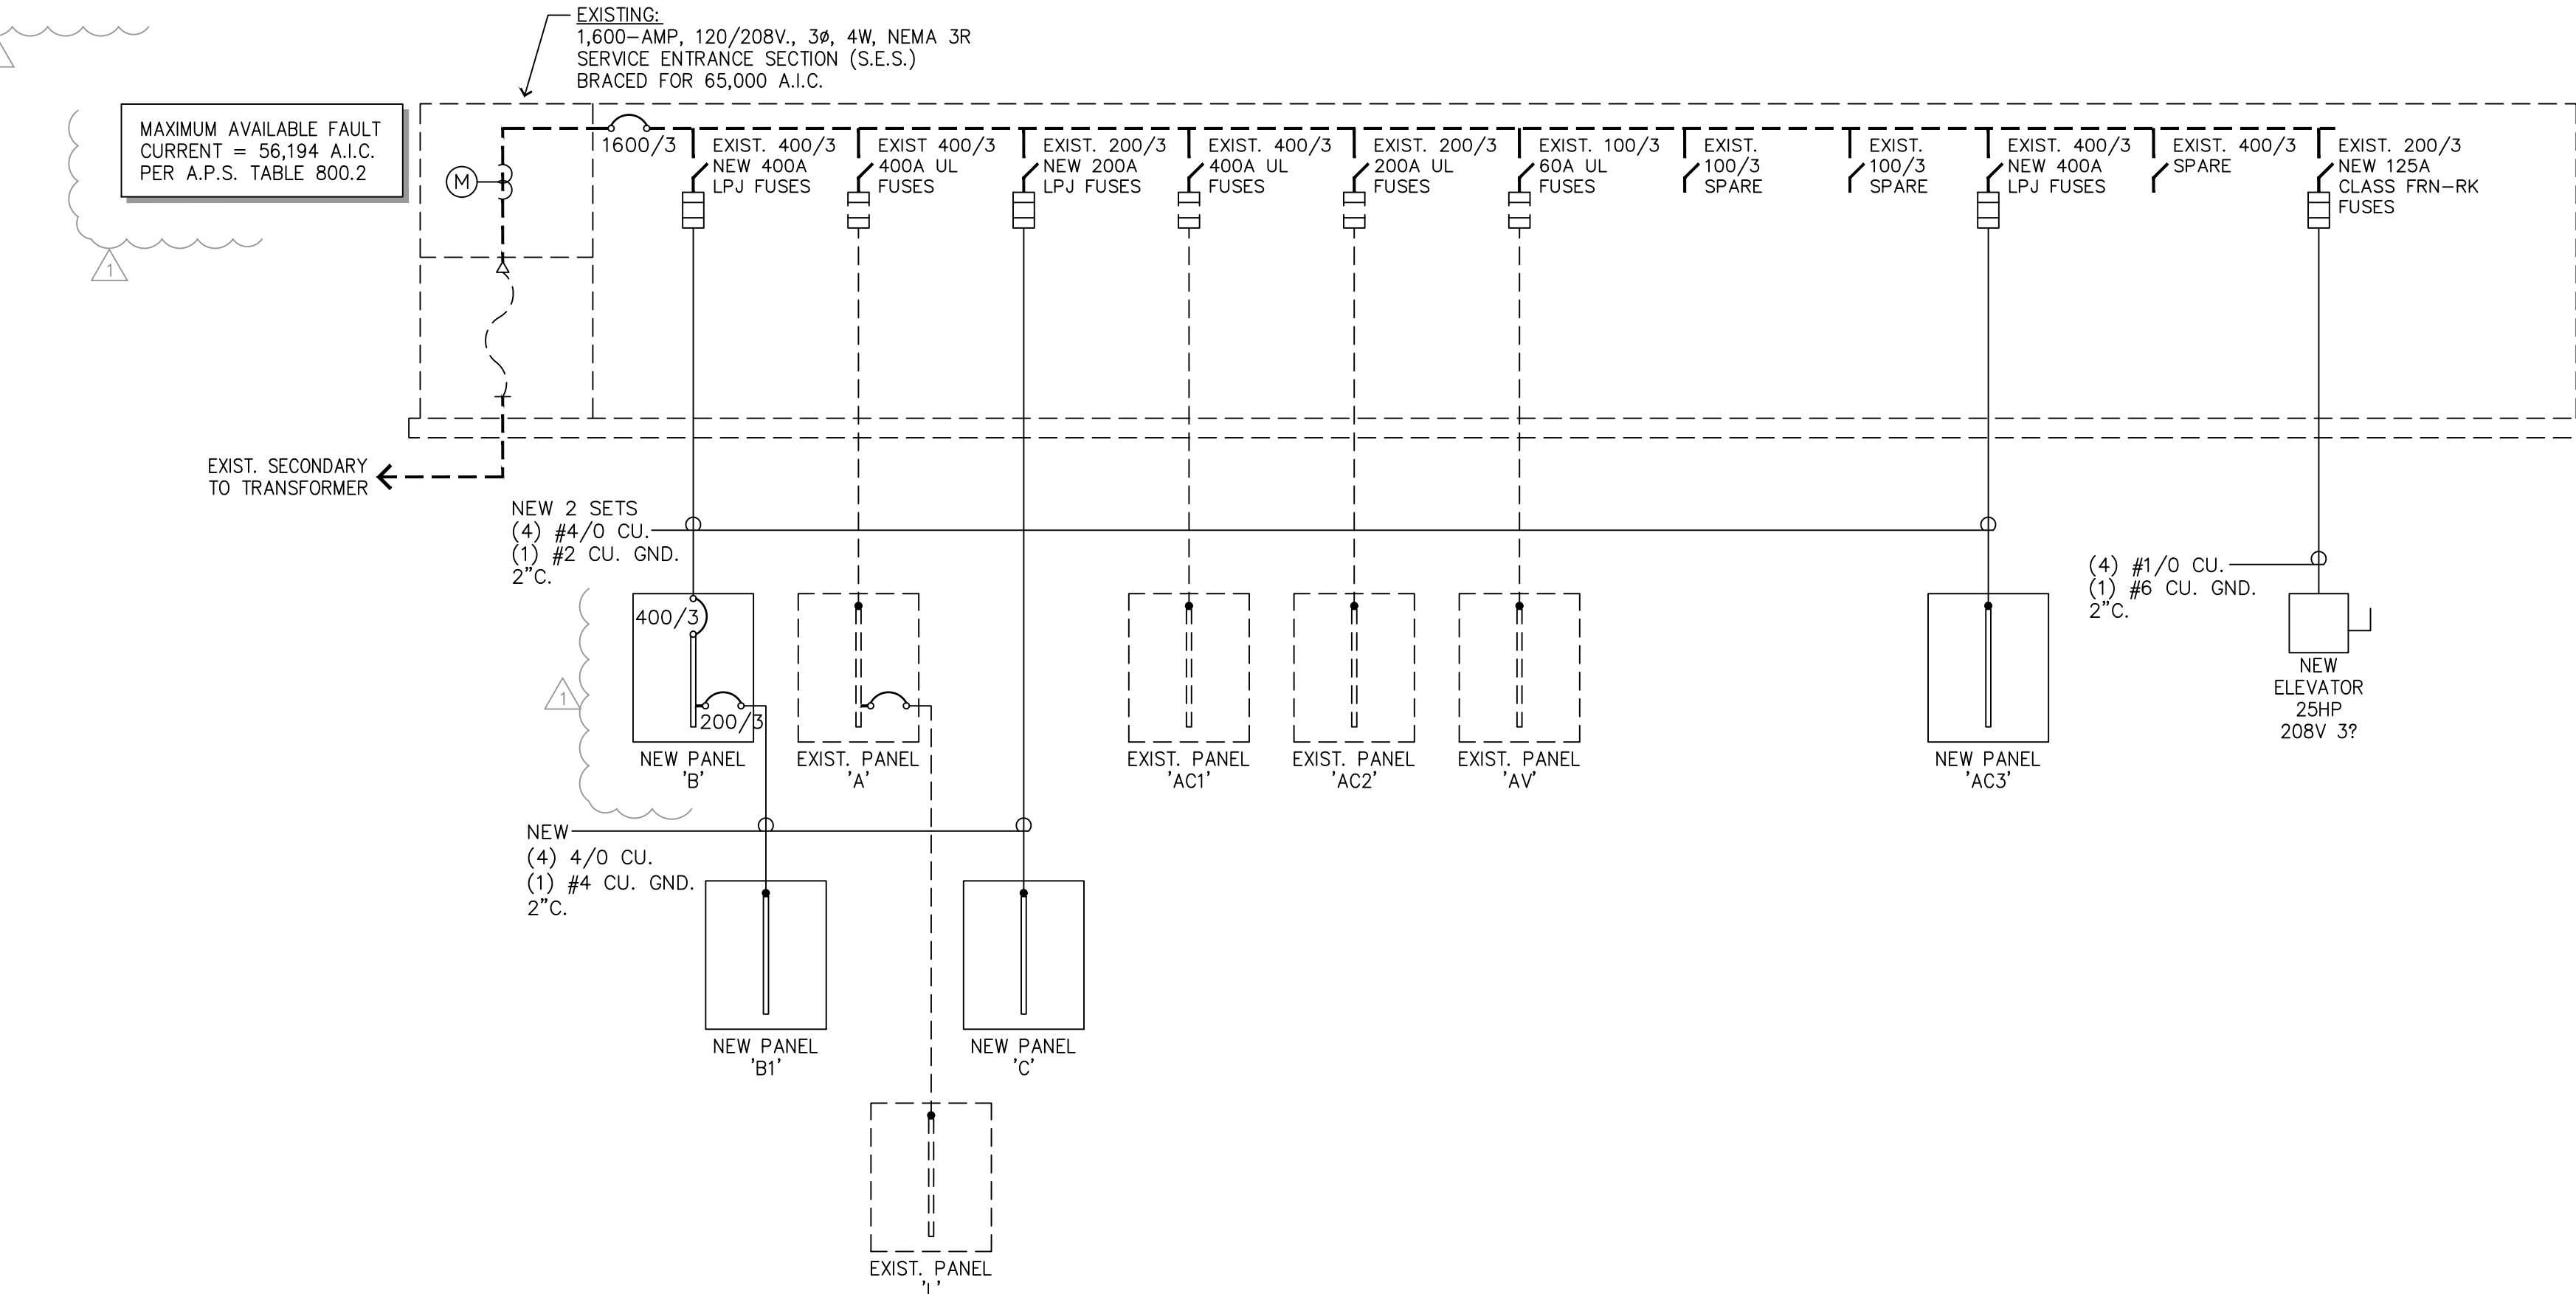 EXISTING:
1,600-AMP, 120/208V., 3ø, 4W, NEMA 3R
SERVICE ENTRANCE SECTION (S.E.S.)
BRACED FOR 65,000 A.I.C.
MAXIMUM AVAILABLE FAULT
CURRENT = 56,194 A.I.C.
PER A.P.S. TABLE 800.2
1
M
1600/3
EXIST. 400/3
NEW 400A
LPJ FUSES
EXIST 400/3
400A UL
FUSES
EXIST. 200/3
NEW 200A
LPJ FUSES
EXIST. 400/3
400A UL
FUSES
EXIST. 200/3
200A UL
FUSES
EXIST. 100/3
60A UL
FUSES
EXIST.
100/3
SPARE
EXIST.
100/3
SPARE
EXIST. 400/3
NEW 400A
LPJ FUSES
EXIST. 400/3
SPARE
EXIST. 200/3
NEW 125A
CLASS FRN-RK
FUSES
EXIST. SECONDARY
TO TRANSFORMER
NEW 2 SETS
(4) #4/0 CU.
(1) #2 CU. GND.
2"C.
(4) #1/0 CU.
(1) #6 CU. GND.
2"C.
400/3
200/3
1
NEW PANEL
'B'
EXIST. PANEL
'A'
EXIST. PANEL
'AC1'
EXIST. PANEL
'AC2'
EXIST. PANEL
'AV'
NEW PANEL
'AC3'
NEW
ELEVATOR
25HP
208V 3?
NEW
(4) 4/0 CU.
(1) #4 CU. GND.
2"C.
NEW PANEL
'B1'
NEW PANEL
'C'
EXIST. PANEL